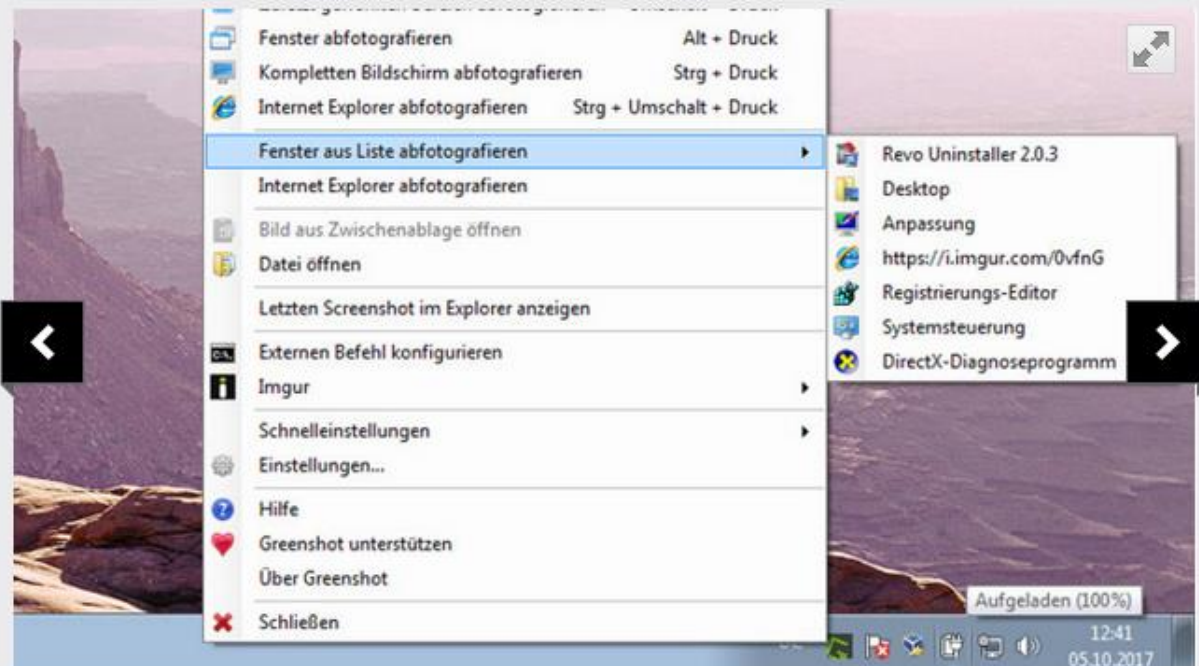 Fenster abfotografieren Alt + Druck
Kompletten Bildschirm abfotografieren Strg + Druck
Internet Explorer abfotografieren Strg + Umschalt + Druck
Fenster aus Liste abfotografieren
Internet Explorer abfotografieren
Bild aus Zwischenablage öffnen
Datei öffnen
Letzten Screenshot im Explorer anzeigen
Externen Befehl konfigurieren
Imgur
Schnelleinstellungen
Einstellungen...
Hilfe
Greenshot unterstützen
Über Greenshot
Schließen
Revo Uninstaller 2.0.3
Desktop
Anpassung
https://i.imgur.com/0vfnG
Registrierungs-Editor
Systemsteuerung
DirectX-Diagnoseprogramm
Aufgeladen (100%)
12:41
05.10.2017